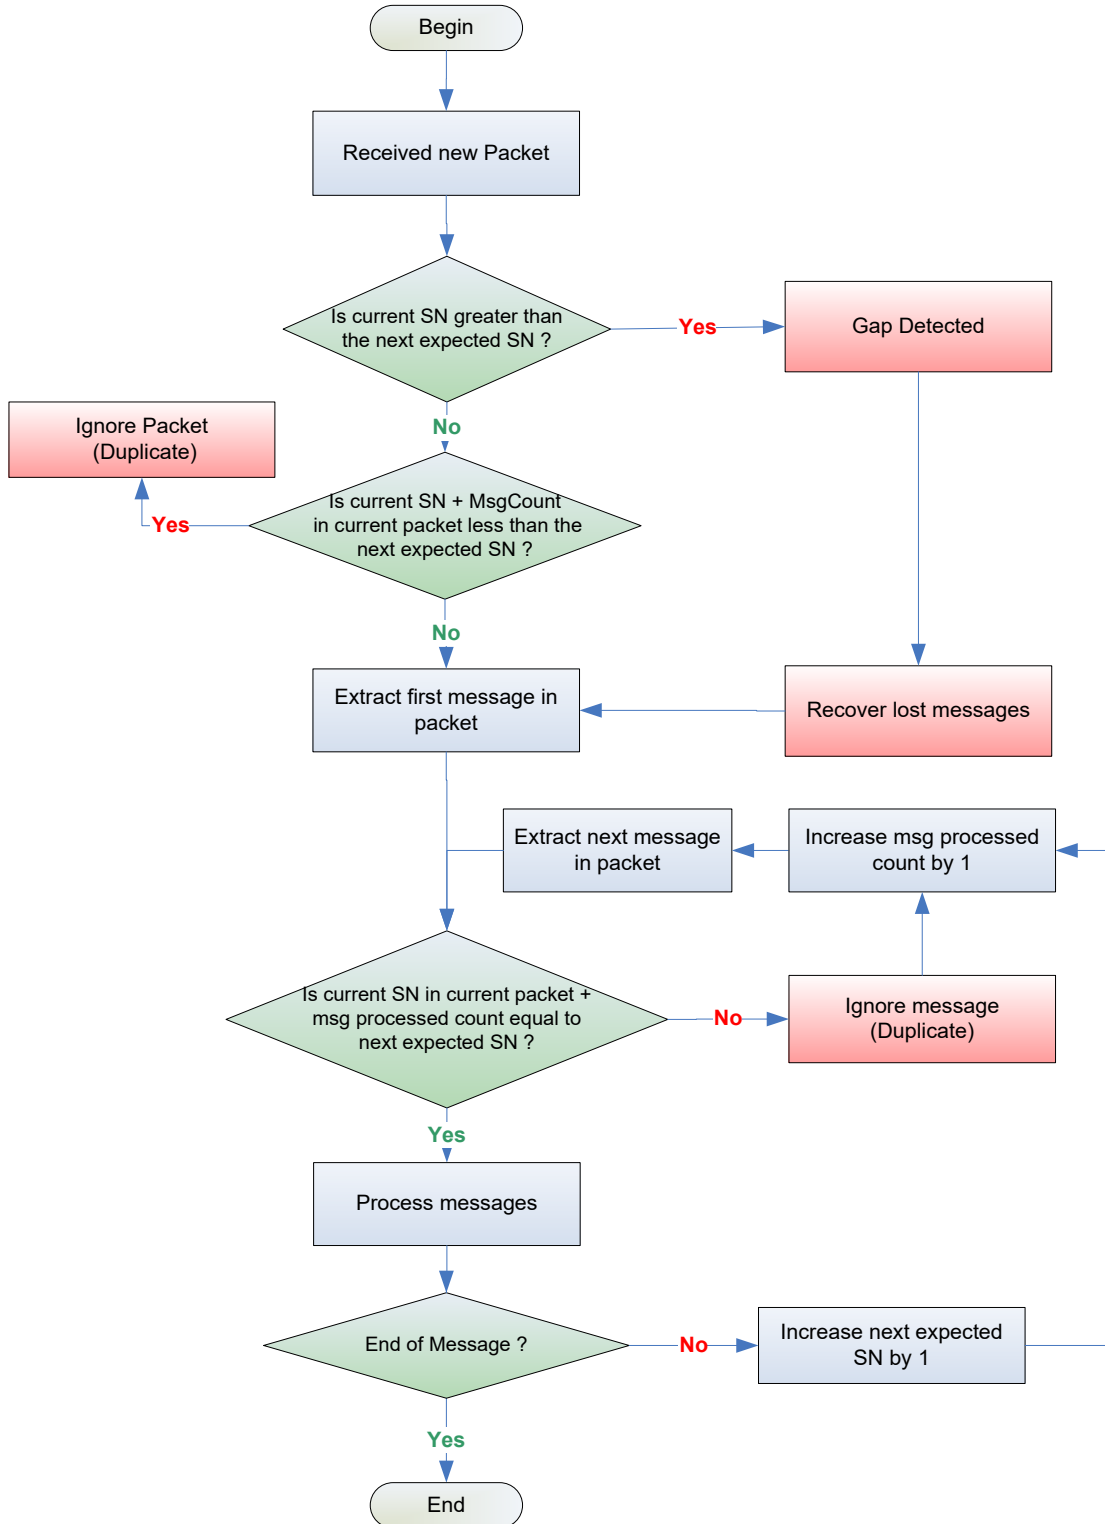 Begin
Received new Packet
Is current SN greater than
the next expected SN ?
Yes
Gap Detected
No
Ignore Packet
(Duplicate)
Is current SN + MsgCount
in current packet less than the
next expected SN ?
Yes
No
Extract first message in
packet
Recover lost messages
Extract next message
in packet
Increase msg processed
count by 1
Is current SN in current packet +
msg processed count equal to
next expected SN ?
No
Ignore message
(Duplicate)
Yes
Process messages
End of Message ?
No
Increase next expected
SN by 1
Yes
End